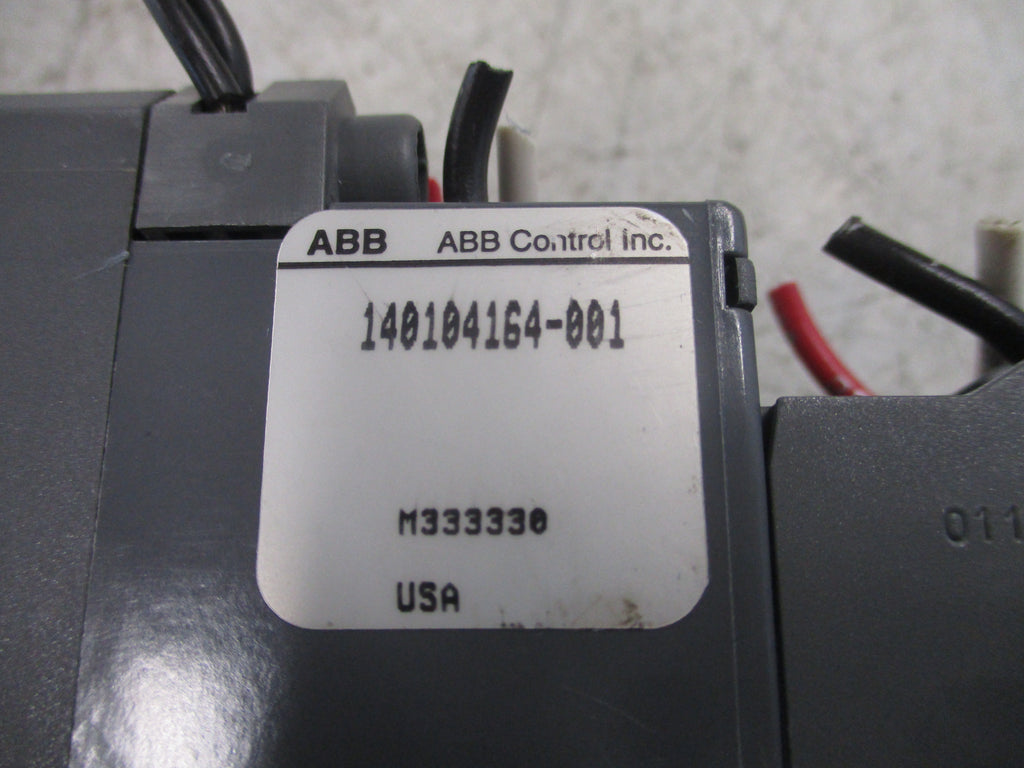 ABB ABB Control Inc.
140104164-001
M333330
USA
011